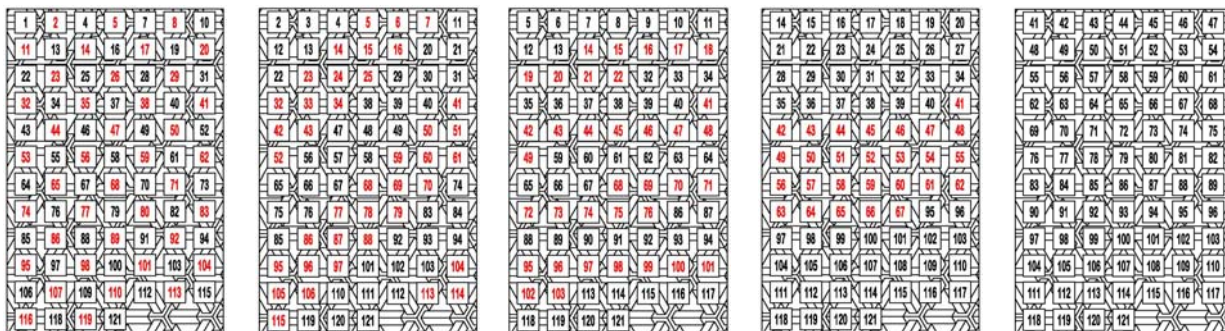 1 2 4 5 7 8 10
11 13 14 16 17 19 20
22 23 25 26 28 29 31
32 34 35 37 38 40 41
43 44 46 47 49 50 52
53 55 56 58 59 61 62
64 65 67 68 70 71 73
74 76 77 79 80 82 83
85 86 88 89 91 92 94
95 97 98 100 101 103 104
106 107 109 110 112 113 115
116 118 119 121
2 3 4 5 6 7 11
12 13 14 15 16 20 21
22 23 24 25 29 30 31
32 33 34 38 39 40 41
42 43 47 48 49 50 51
52 56 57 58 59 60 61
65 66 67 68 69 70 74
75 76 77 78 79 83 84
85 86 87 88 92 93 94
95 96 97 101 102 103 104
105 106 110 111 112 113 114
115 119 120 121
5 6 7 8 9 10 11
12 13 14 15 16 17 18
19 20 21 22 32 33 34
35 36 37 38 39 40 41
42 43 44 45 46 47 48
49 59 60 61 62 63 64
65 66 67 68 69 70 71
72 73 74 75 76 86 87
88 89 90 91 92 93 94
95 96 97 98 99 100 101
102 103 113 114 115 116 117
118 119 120 121
14 15 16 17 18 19 20
21 22 23 24 25 26 27
28 29 30 31 32 33 34
35 36 37 38 39 40 41
42 43 44 45 46 47 48
49 50 51 52 53 54 55
56 57 58 59 60 61 62
63 64 65 66 67 95 96
97 98 99 100 101 102 103
104 105 106 107 108 109 110
111 112 113 114 115 116 117
118 119 120 121
41 42 43 44 45 46 47
48 49 50 51 52 53 54
55 56 57 58 59 60 61
62 63 64 65 66 67 68
69 70 71 72 73 74 75
76 77 78 79 80 81 82
83 84 85 86 87 88 89
90 91 92 93 94 95 96
97 98 99 100 101 102 103
104 105 106 107 108 109 110
111 112 113 114 115 116 117
118 119 120 121